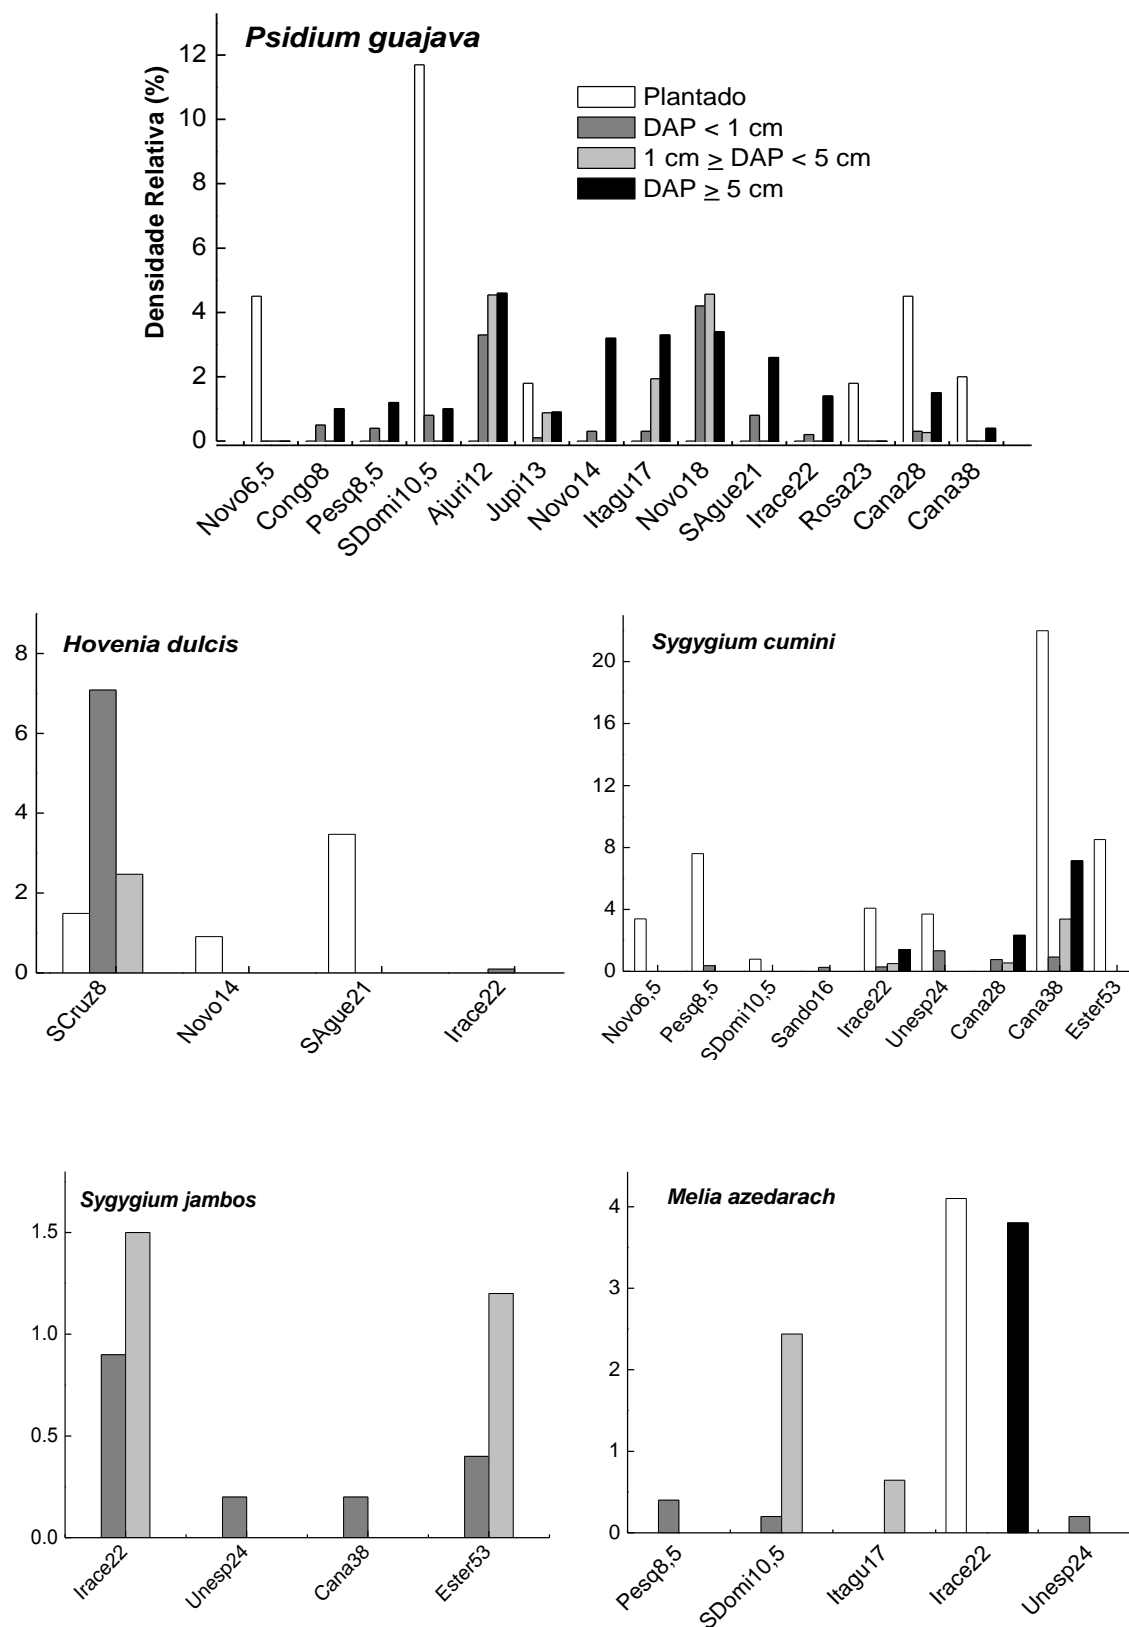 Psidium guajava
Densidade Relativa (%)
12
10
8
6
4
2
0
Plantado
DAP < 1 cm
1 cm ≥ DAP < 5 cm
DAP ≥ 5 cm
Novo6,5
Congo8
Pesq8,5
SDomi10,5
Ajuri12
Jupi13
Novo14
Itagu17
Novo18
SAgue21
Irace22
Rosa23
Cana28
Cana38
Hovenia dulcis
8
6
4
2
0
SCruz8
Novo14
SAgue21
Irace22
Sygygium cumini
20
16
12
8
4
0
Novo6,5
Pesq8,5
SDomi10,5
Sando16
Irace22
Unesp24
Cana28
Cana38
Ester53
Sygygium jambos
1.5
1.0
0.5
0.0
Irace22
Unesp24
Cana38
Ester53
Melia azedarach
4
3
2
1
0
Pesq8,5
SDomi10,5
Itagu17
Irace22
Unesp24